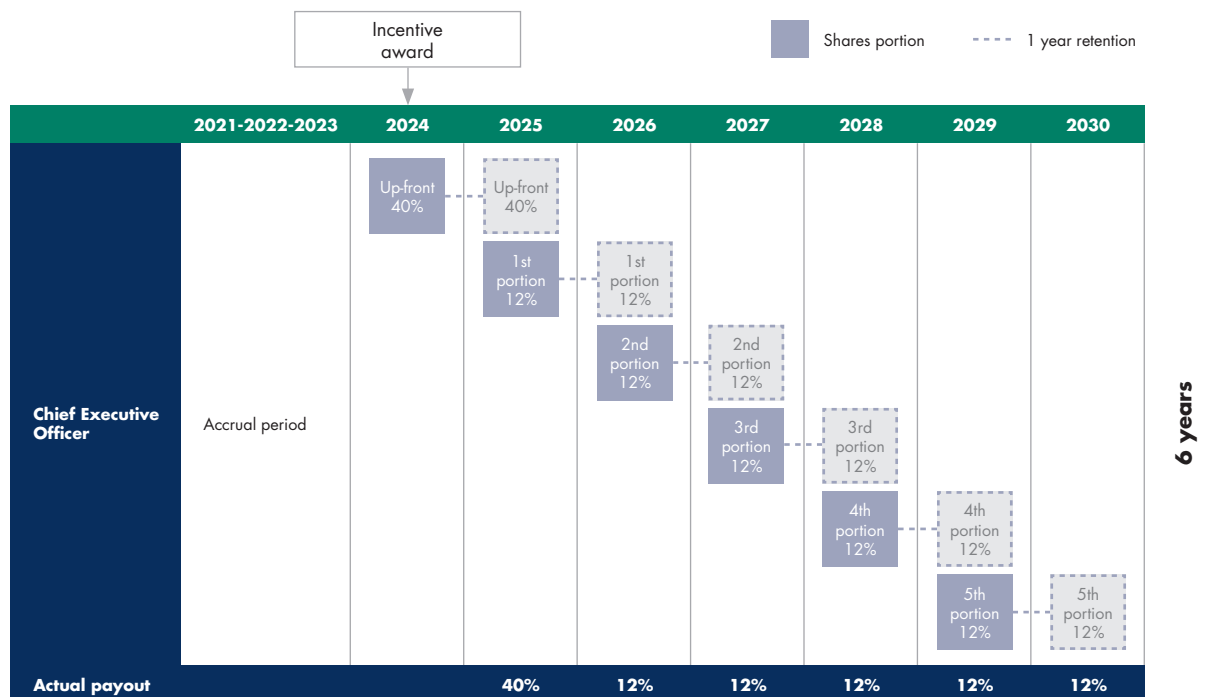 Incentive
award
Shares portion
1 year retention
2021-2022-2023 2024 2025 2026 2027 2028 2029 2030
Up-front
40%
Up-front
40%
1st
portion
12%
1st
portion
12%
2nd
portion
12%
2nd
portion
12%
Chief Executive
Officer
Accrual period
3rd
portion
12%
3rd
portion
12%
4th
portion
12%
4th
portion
12%
5th
portion
12%
5th
portion
12%
6 years
Actual payout 40% 12% 12% 12% 12% 12%